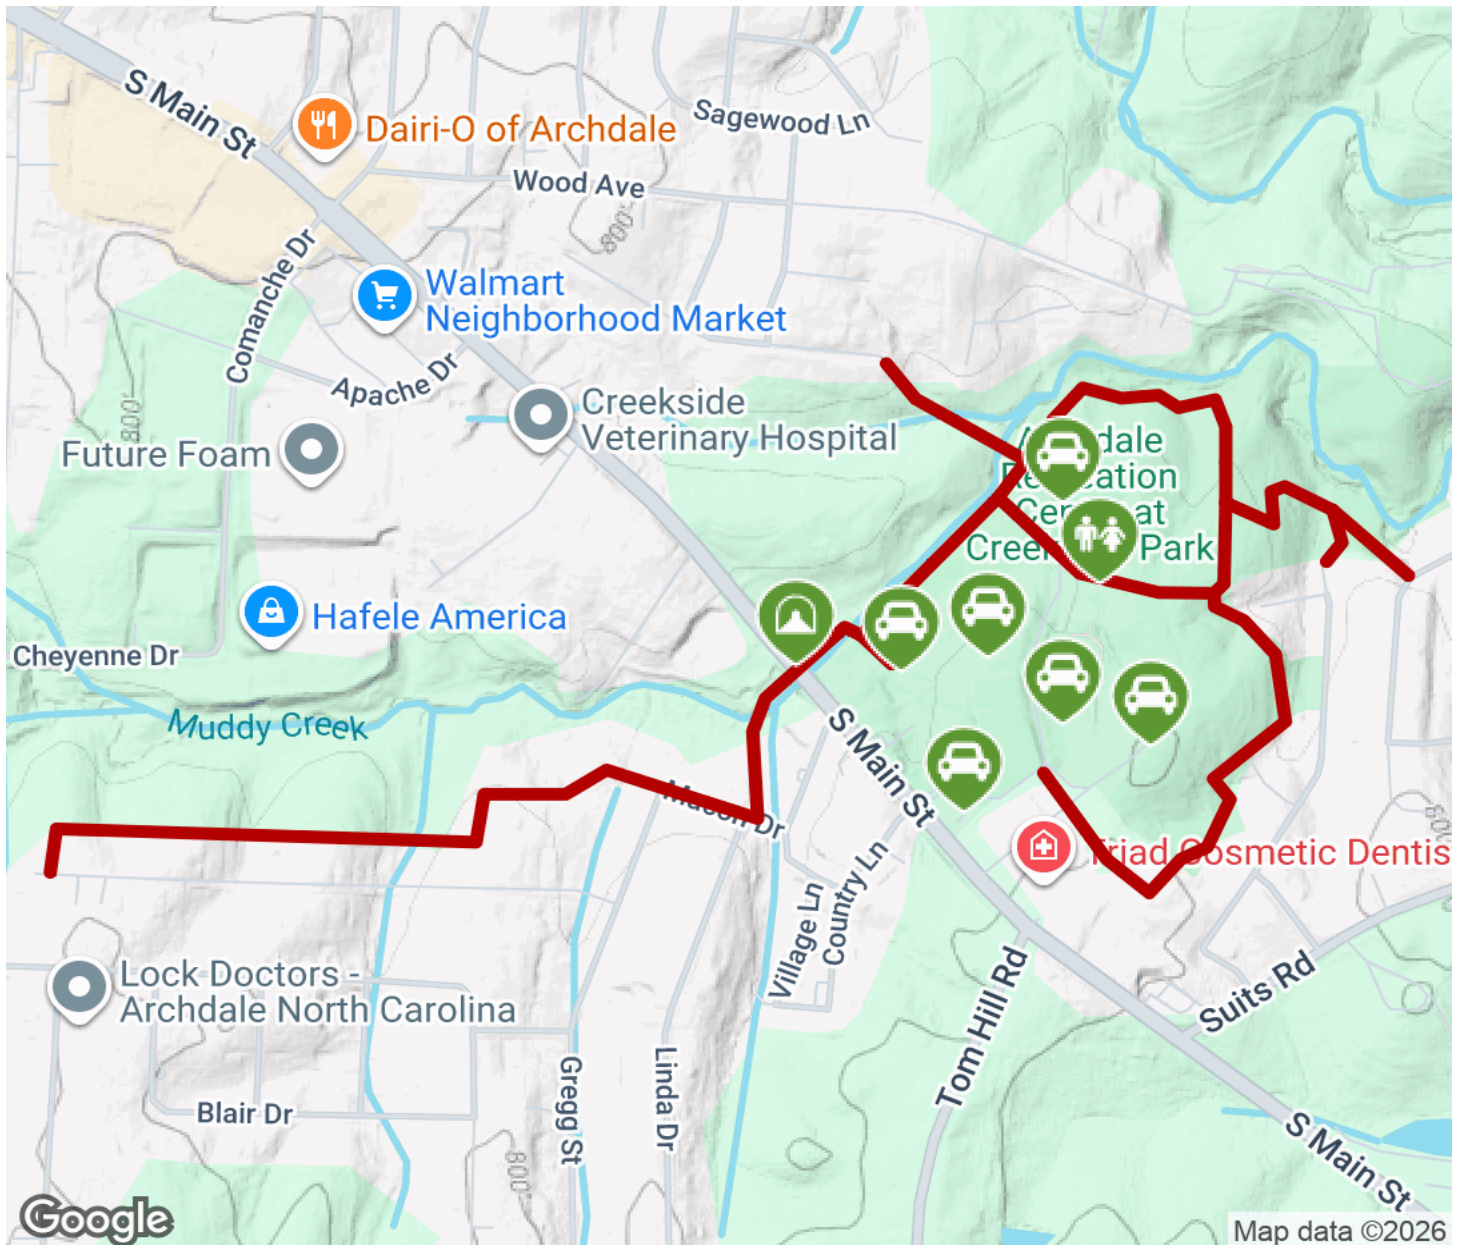 S Main St
Dairi-O of Archdale
Sagewood Ln
Wood Ave
800'
Comanche Dr
Walmart
Neighborhood Market
Apache Dr
800'
Creekside
Veterinary Hospital
Future Foam
at
Park
Hafele America
Cheyenne Dr
Muddy Creek
S Main St
Dr
Village Ln
Country Ln
Cosmetic Dentis
Lock Doctors -
Archdale North Carolina
Suits Rd
Tom Hill Rd
Gregg St
Linda Dr
Blair Dr
800'
S Main St
Google
Map data ©2026